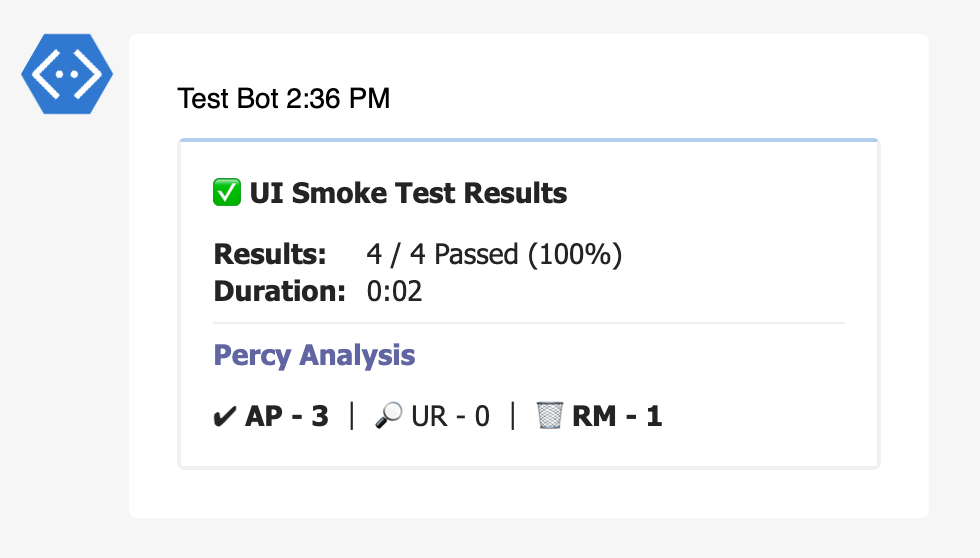 Test Bot 2:36 PM
✅ UI Smoke Test Results
Results: 4 / 4 Passed (100%)
Duration: 0:02
Percy Analysis
✔ AP - 3 | 🔎 UR - 0 | 🗑 RM - 1